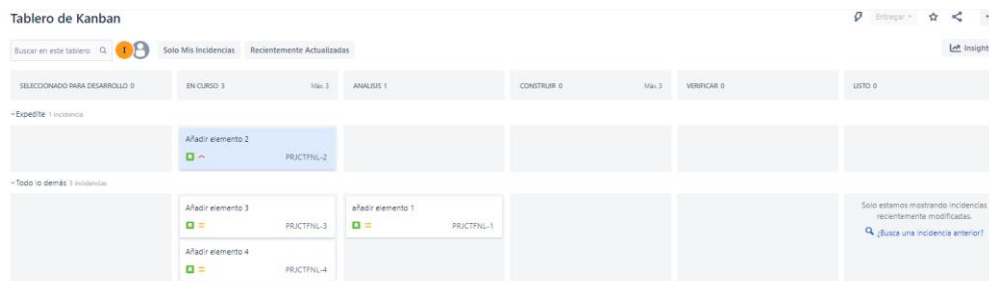 Tablero de Kanban
Entregar
Buscar en este tablero
I
Solo Mis Incidencias
Recientemente Actualizadas
Insight
SELECCIONADO PARA DESARROLLO 0
EN CURSO 3 Máx 3
ANALISIS 1
CONSTRUIR 0 Máx 3
VERIFICAR 0
LISTO 0
Expedite 1 incidencia
Añadir elemento 2
PRJCTFNL-2
Todo lo demás 3 incidencias
Añadir elemento 3
PRJCTFNL-3
añadir elemento 1
PRJCTFNL-1
Añadir elemento 4
PRJCTFNL-4
Solo estamos mostrando incidencias
recientemente modificadas.
¿Busca una incidencia anterior?